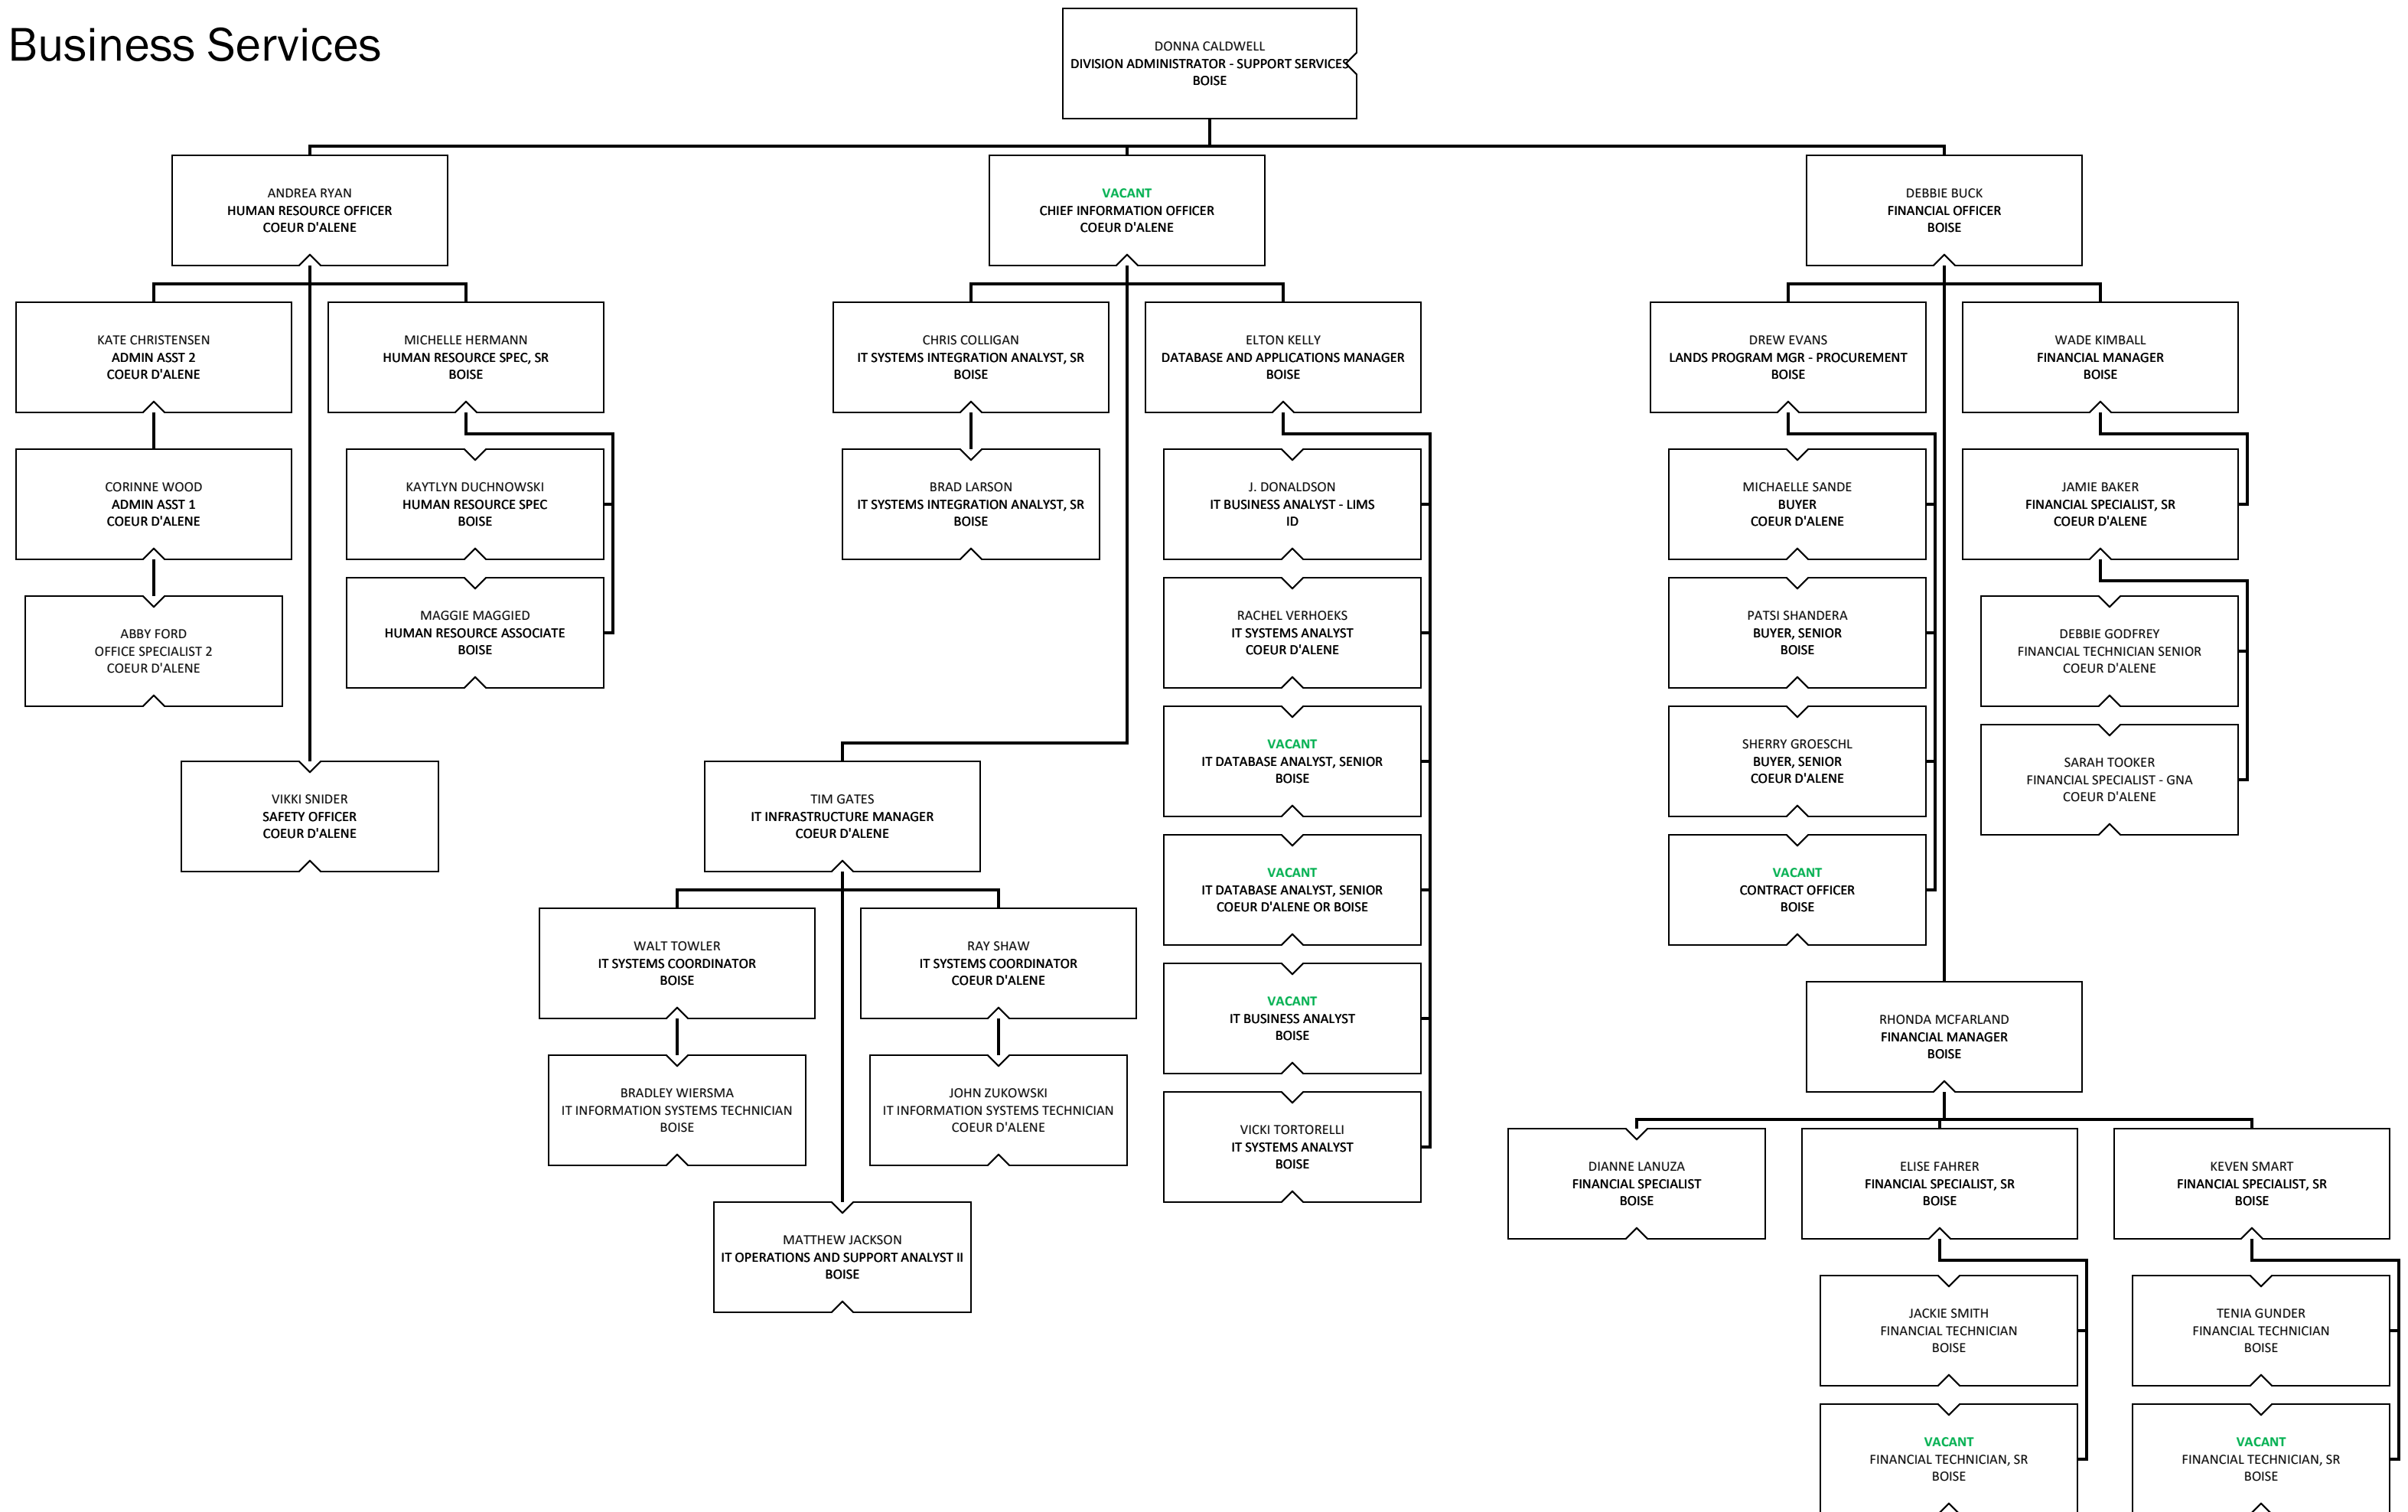 Business Services
DONNA CALDWELL
DIVISION ADMINISTRATOR - SUPPORT SERVICES
BOISE
ANDREA RYAN
HUMAN RESOURCE OFFICER
COEUR D'ALENE
VACANT
CHIEF INFORMATION OFFICER
COEUR D'ALENE
DEBBIE BUCK
FINANCIAL OFFICER
BOISE
KATE CHRISTENSEN
ADMIN ASST 2
COEUR D'ALENE
MICHELLE HERMANN
HUMAN RESOURCE SPEC, SR
BOISE
CHRIS COLLIGAN
IT SYSTEMS INTEGRATION ANALYST, SR
BOISE
ELTON KELLY
DATABASE AND APPLICATIONS MANAGER
BOISE
DREW EVANS
LANDS PROGRAM MGR - PROCUREMENT
BOISE
WADE KIMBALL
FINANCIAL MANAGER
BOISE
CORINNE WOOD
ADMIN ASST 1
COEUR D'ALENE
KAYTLYN DUCHNOWSKI
HUMAN RESOURCE SPEC
BOISE
BRAD LARSON
IT SYSTEMS INTEGRATION ANALYST, SR
BOISE
J. DONALDSON
IT BUSINESS ANALYST - LIMS
ID
MICHAELLE SANDE
BUYER
COEUR D'ALENE
JAMIE BAKER
FINANCIAL SPECIALIST, SR
COEUR D'ALENE
ABBY FORD
OFFICE SPECIALIST 2
COEUR D'ALENE
MAGGIE MAGGIED
HUMAN RESOURCE ASSOCIATE
BOISE
RACHEL VERHOEKS
IT SYSTEMS ANALYST
COEUR D'ALENE
PATSI SHANDERA
BUYER, SENIOR
BOISE
DEBBIE GODFREY
FINANCIAL TECHNICIAN SENIOR
COEUR D'ALENE
VIKKI SNIDER
SAFETY OFFICER
COEUR D'ALENE
TIM GATES
IT INFRASTRUCTURE MANAGER
COEUR D'ALENE
VACANT
IT DATABASE ANALYST, SENIOR
BOISE
SHERRY GROESCHL
BUYER, SENIOR
COEUR D'ALENE
SARAH TOOKER
FINANCIAL SPECIALIST - GNA
COEUR D'ALENE
VACANT
IT DATABASE ANALYST, SENIOR
COEUR D'ALENE OR BOISE
VACANT
CONTRACT OFFICER
BOISE
WALT TOWLER
IT SYSTEMS COORDINATOR
BOISE
RAY SHAW
IT SYSTEMS COORDINATOR
COEUR D'ALENE
VACANT
IT BUSINESS ANALYST
BOISE
RHONDA MCFARLAND
FINANCIAL MANAGER
BOISE
BRADLEY WIERSMA
IT INFORMATION SYSTEMS TECHNICIAN
BOISE
JOHN ZUKOWSKI
IT INFORMATION SYSTEMS TECHNICIAN
COEUR D'ALENE
VICKI TORTORELLI
IT SYSTEMS ANALYST
BOISE
DIANNE LANUZA
FINANCIAL SPECIALIST
BOISE
ELISE FAHRER
FINANCIAL SPECIALIST, SR
BOISE
KEVEN SMART
FINANCIAL SPECIALIST, SR
BOISE
MATTHEW JACKSON
IT OPERATIONS AND SUPPORT ANALYST II
BOISE
JACKIE SMITH
FINANCIAL TECHNICIAN
BOISE
TENIA GUNDER
FINANCIAL TECHNICIAN
BOISE
VACANT
FINANCIAL TECHNICIAN, SR
BOISE
VACANT
FINANCIAL TECHNICIAN, SR
BOISE